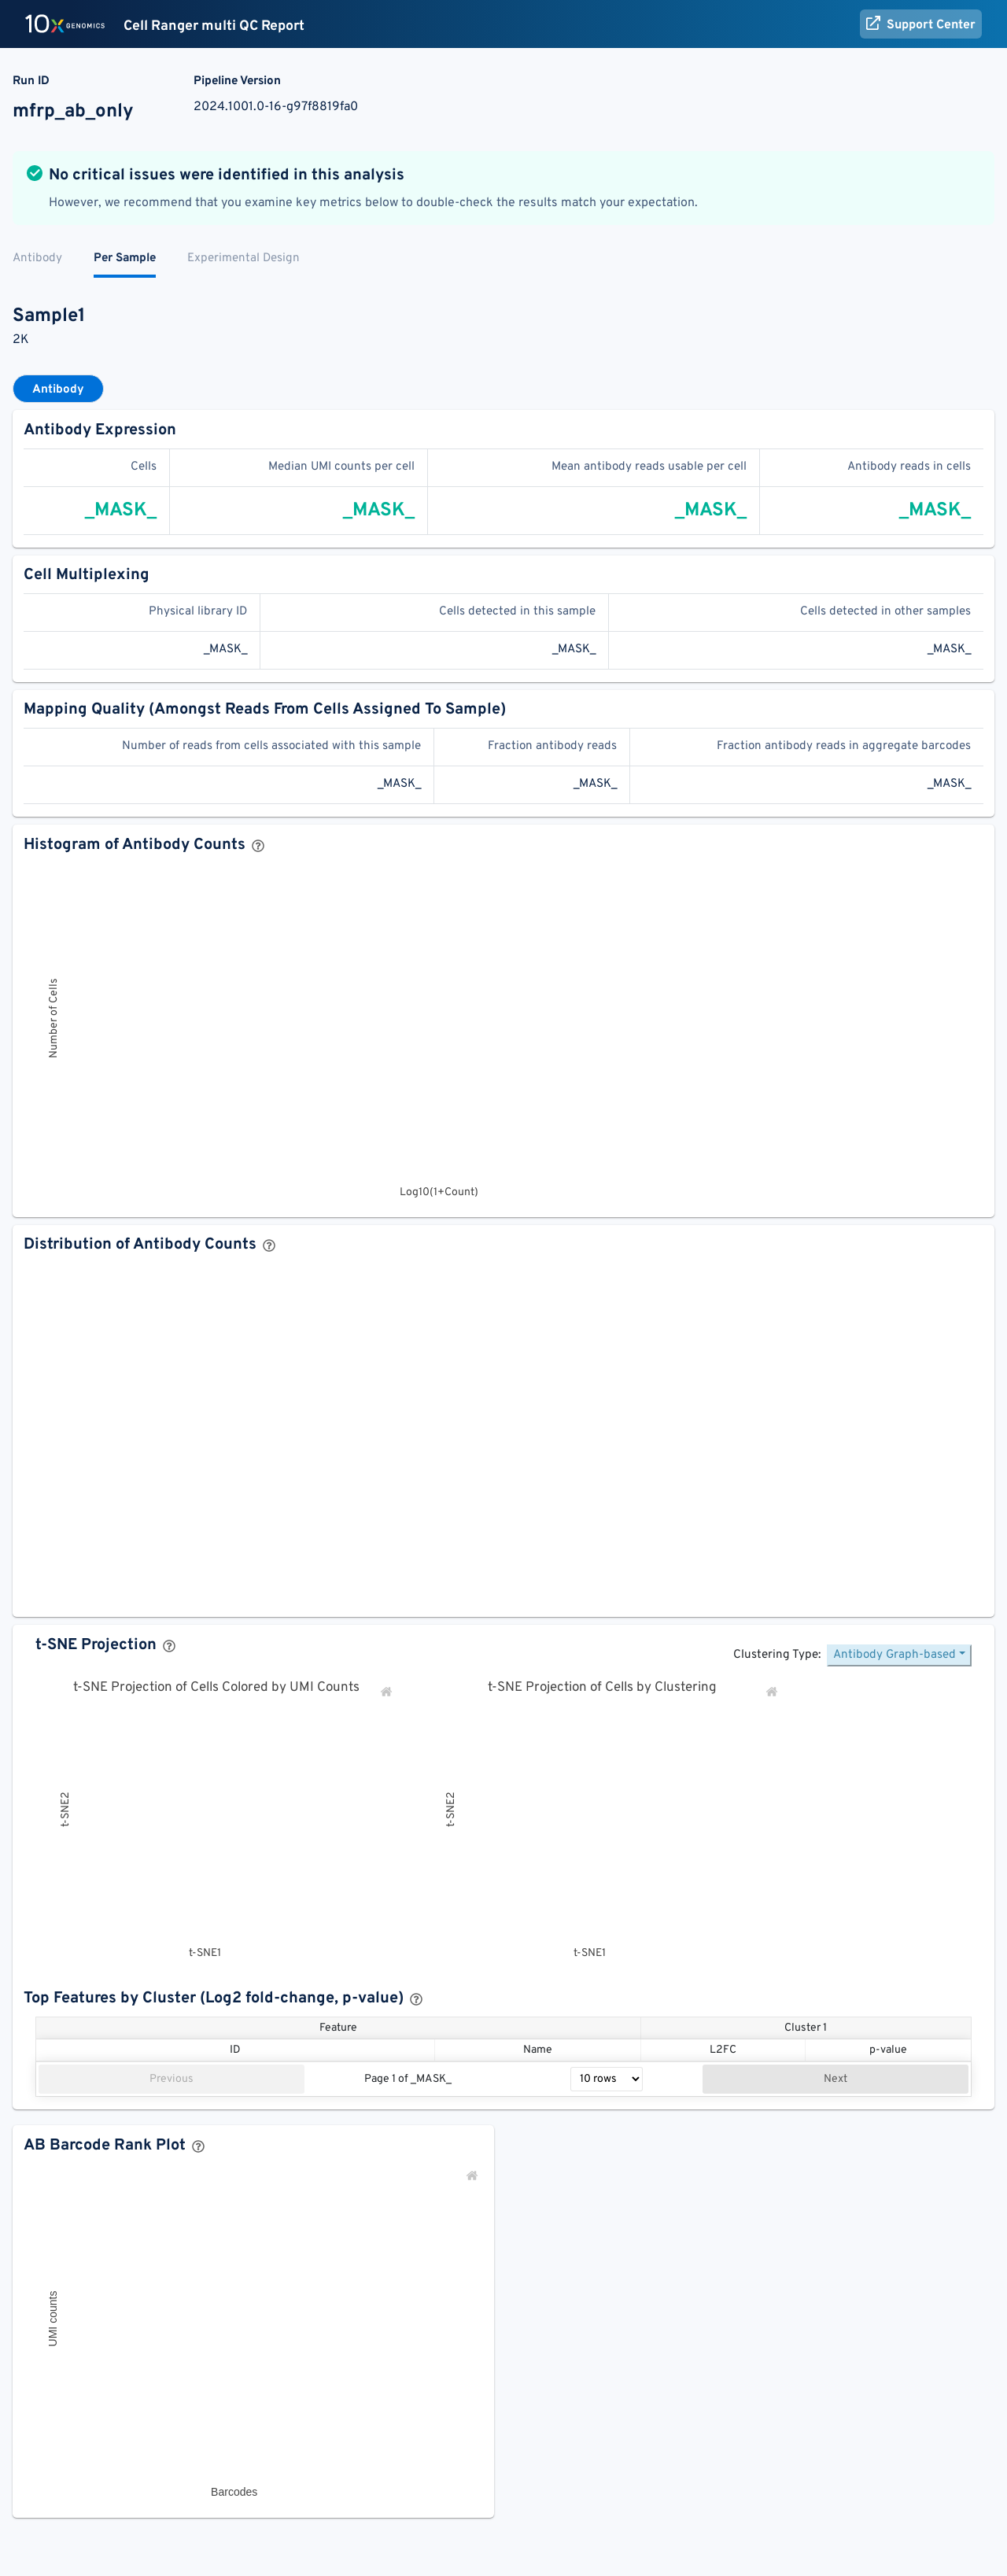 10x GENOMICS Cell Ranger multi QC Report Support Center
Run ID Pipeline Version
mfrp_ab_only 2024.1001.0-16-g97f8819fa0
No critical issues were identified in this analysis
However, we recommend that you examine key metrics below to double-check the results match your expectation.
Antibody Per Sample Experimental Design
Sample1
2K
Antibody
Antibody Expression
Cells Median UMI counts per cell Mean antibody reads usable per cell Antibody reads in cells
_MASK_ _MASK_ _MASK_ _MASK_
Cell Multiplexing
Physical library ID Cells detected in this sample Cells detected in other samples
_MASK_ _MASK_ _MASK_
Mapping Quality (Amongst Reads From Cells Assigned To Sample)
Number of reads from cells associated with this sample Fraction antibody reads Fraction antibody reads in aggregate barcodes
_MASK_ _MASK_ _MASK_
Histogram of Antibody Counts ?
Number of Cells
Log10(1+Count)
Distribution of Antibody Counts ?
t-SNE Projection ?
Clustering Type: Antibody Graph-based
t-SNE Projection of Cells Colored by UMI Counts t-SNE Projection of Cells by Clustering
t-SNE2 t-SNE2
t-SNE1 t-SNE1
Top Features by Cluster (Log2 fold-change, p-value) ?
Feature Cluster 1
ID Name L2FC p-value
Previous Page 1 of _MASK_ 10 rows Next
AB Barcode Rank Plot ?
UMI counts
Barcodes